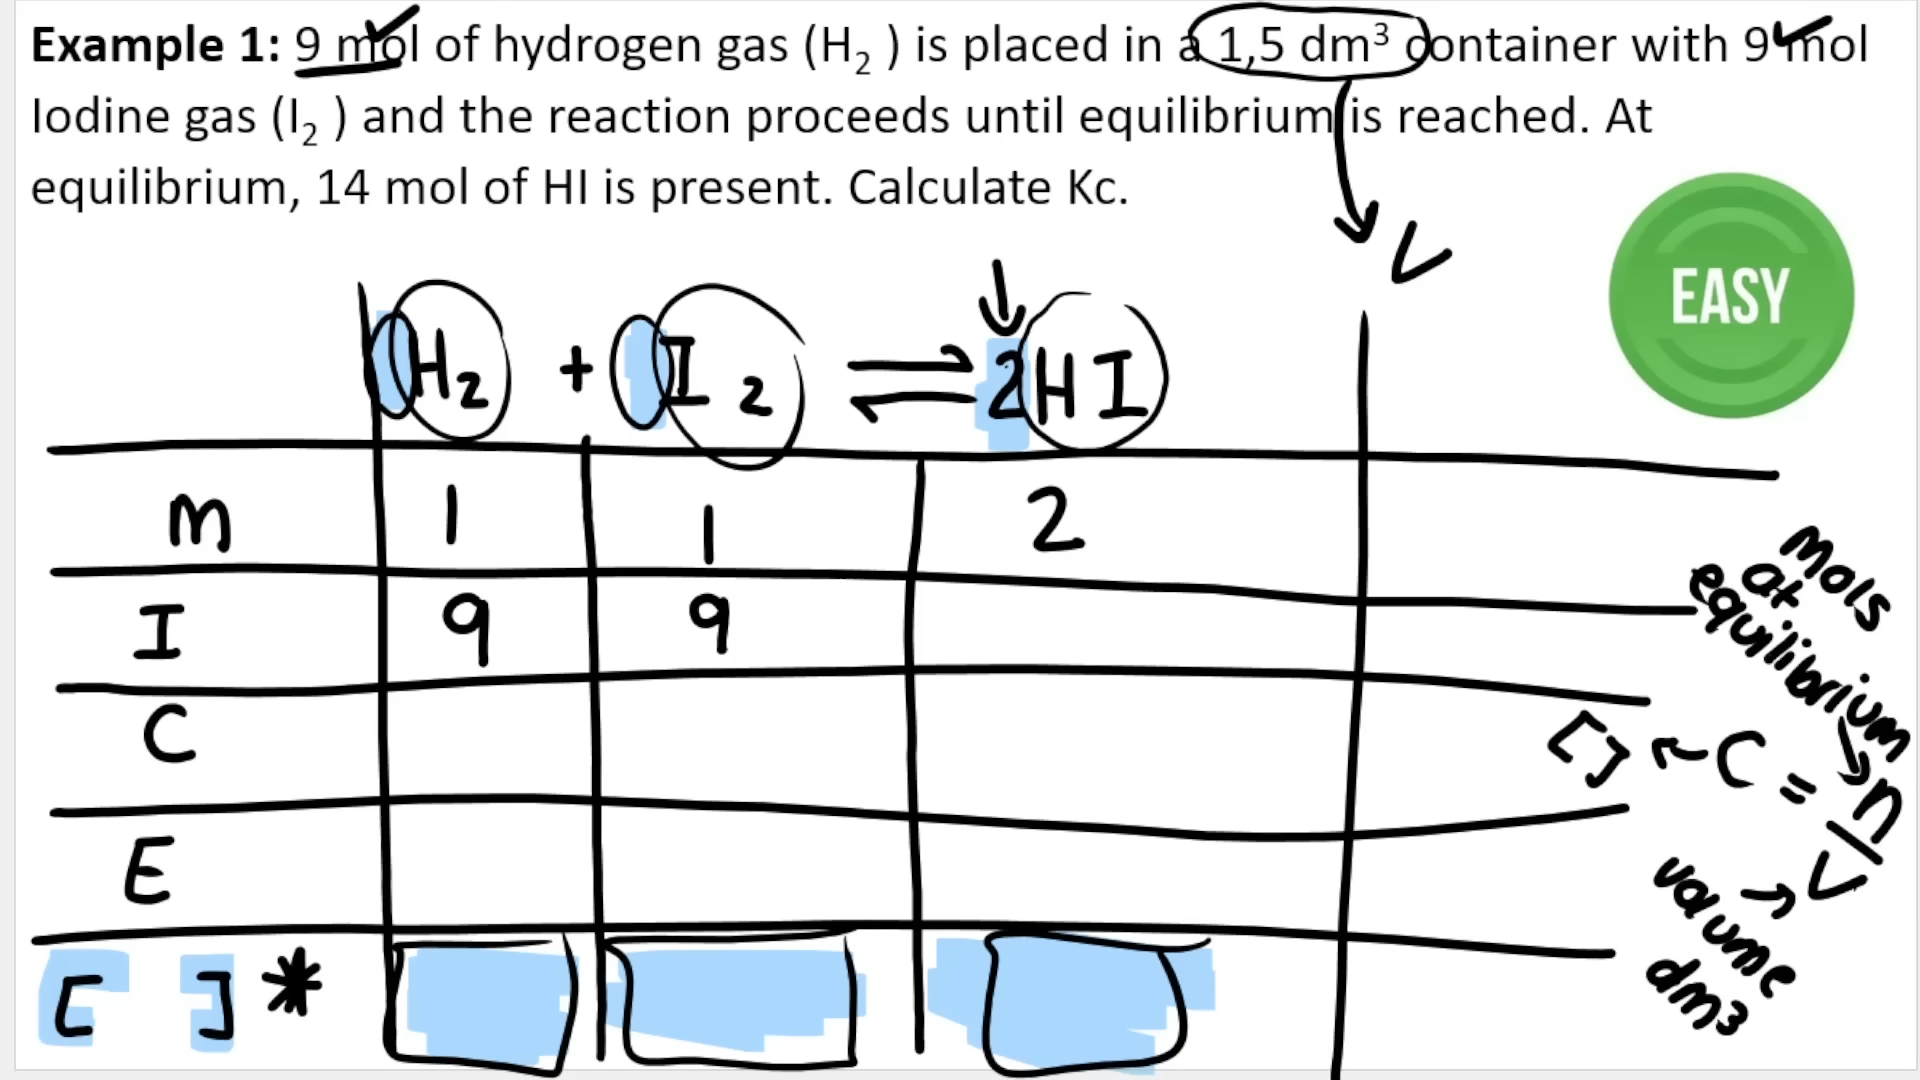 Example 1: 9 mol of hydrogen gas (H₂ ) is placed in a 1,5 dm³ container with 9 mol
Iodine gas (I₂ ) and the reaction proceeds until equilibrium is reached. At
equilibrium, 14 mol of HI is present. Calculate Kc.
V
EASY
H₂ + I₂ ⇌ 2HI
M 1 1 2
I 9 9
C
E
[ ] *
mols
at
equilibrium
[] ← C = n/V
volume → 
dm3